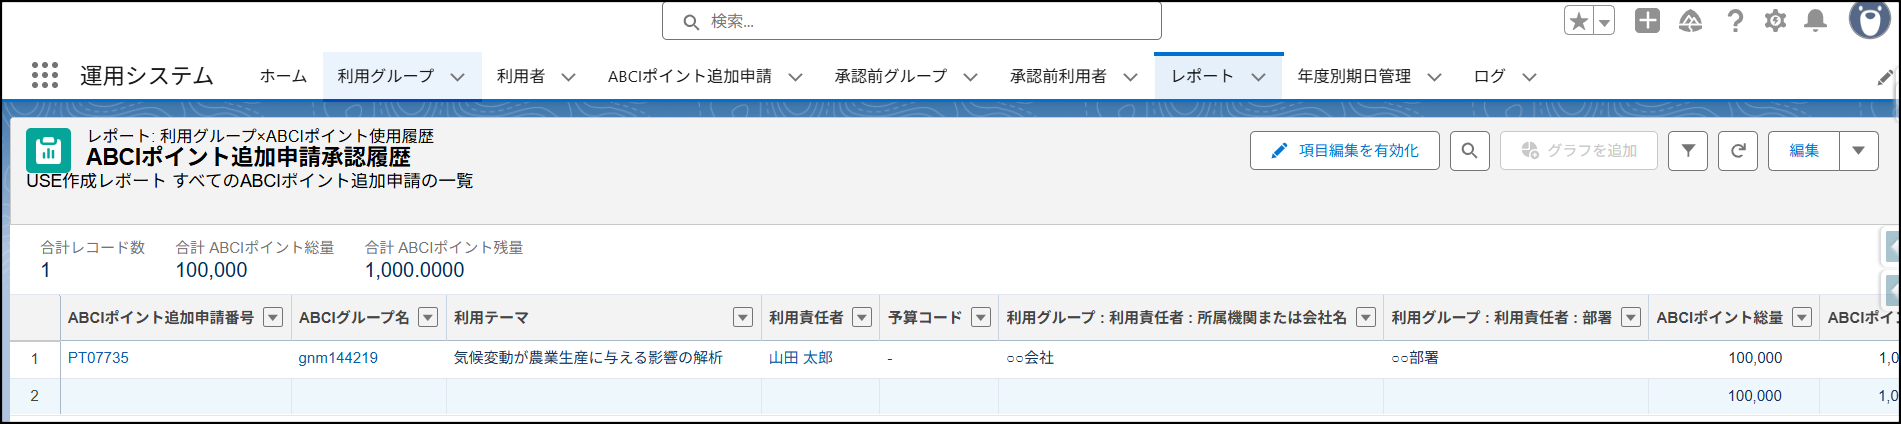 検索...
運用システム ホーム 利用グループ 利用者 ABCIポイント追加申請 承認前グループ 承認前利用者 レポート 年度別期日管理 ログ
レポート: 利用グループ×ABCIポイント使用履歴
ABCIポイント追加申請承認履歴
USE作成レポート すべてのABCIポイント追加申請の一覧
項目編集を有効化 グラフを追加 編集
合計レコード数 合計 ABCIポイント総量 合計 ABCIポイント残量
1 100,000 1,000.0000
ABCIポイント追加申請番号 ABCIグループ名 利用テーマ 利用責任者 予算コード 利用グループ : 利用責任者 : 所属機関または会社名 利用グループ : 利用責任者 : 部署 ABCIポイント総量 ABCIポイ
1 PT07735 gnm144219 気候変動が農業生産に与える影響の解析 山田 太郎 - ○○会社 ○○部署 100,000 1,0
2 100,000 1,0